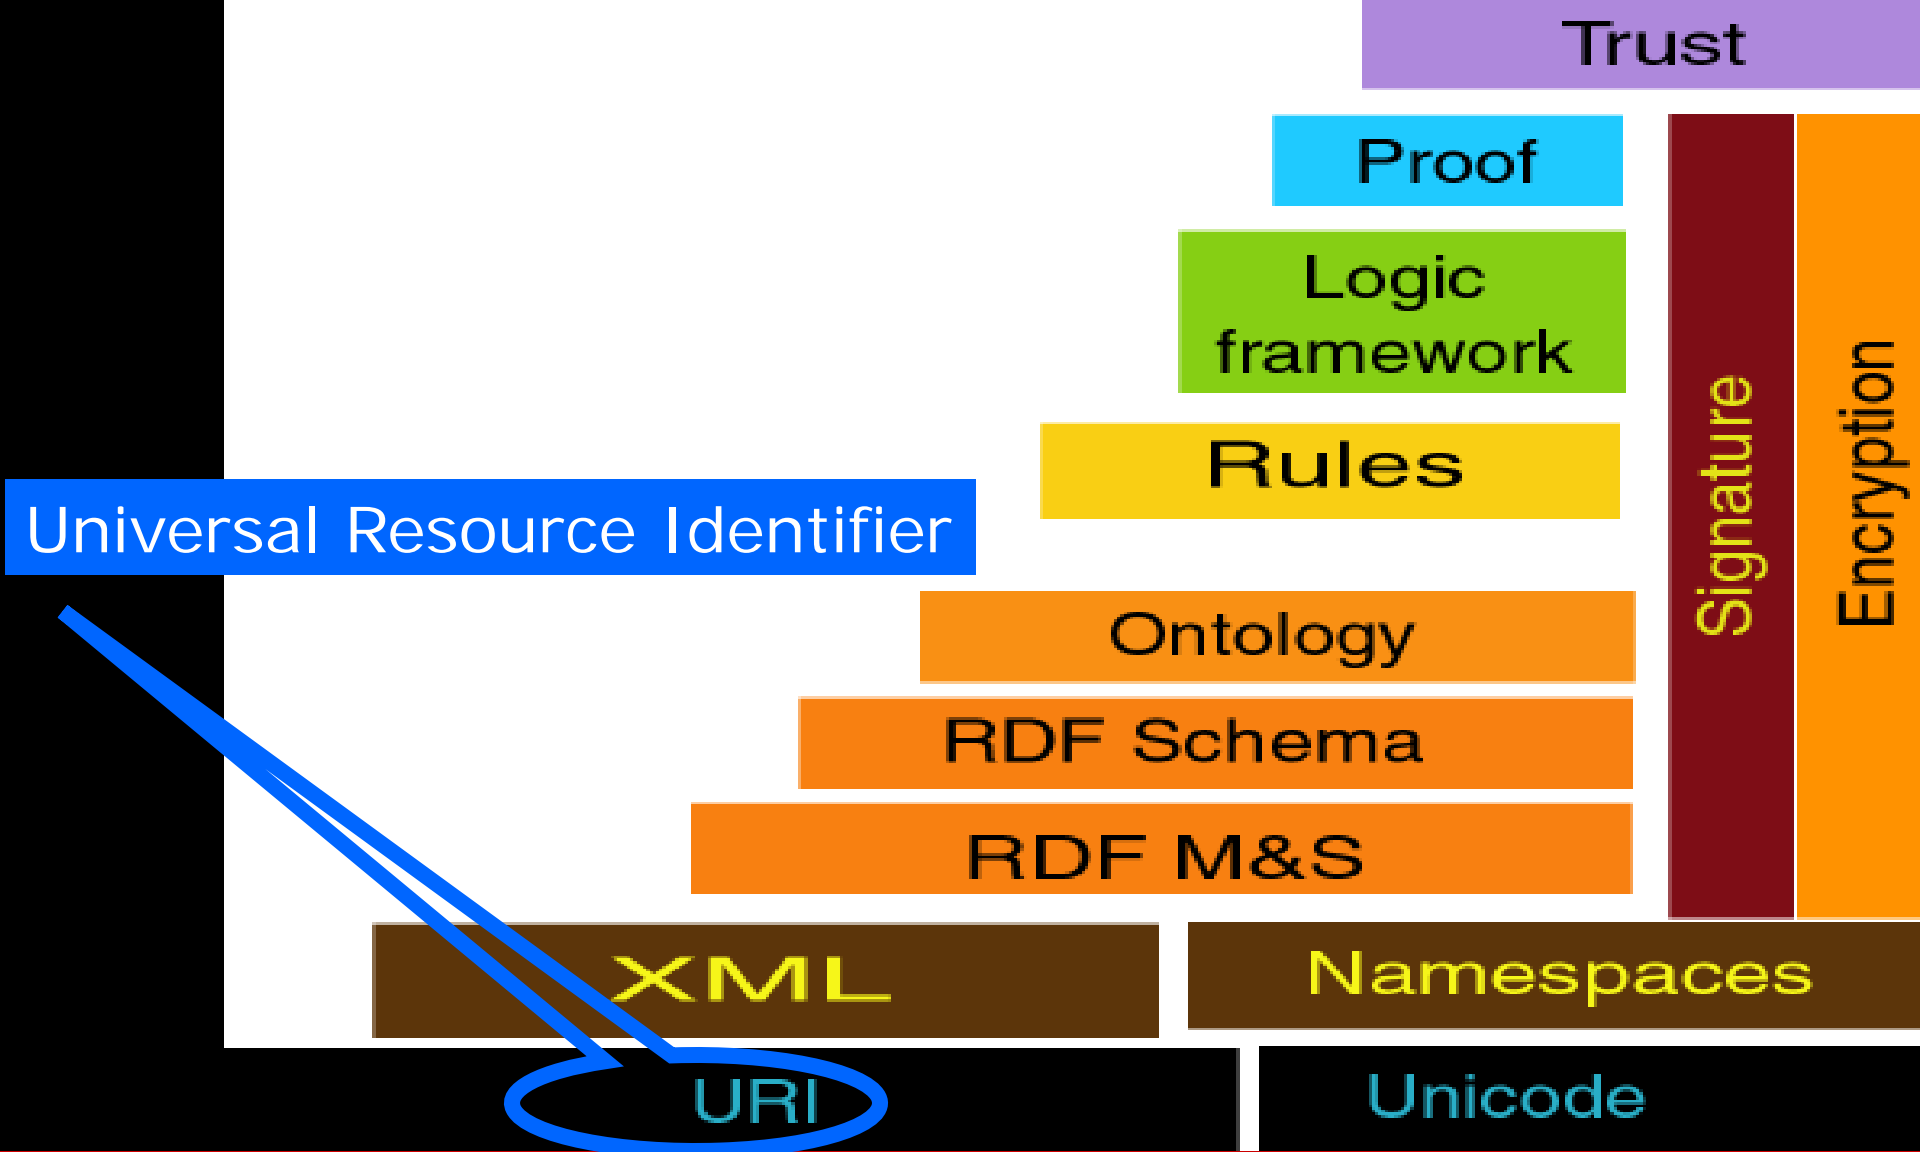 Trust
Proof
Logic
framework
Rules
Signature
Encryption
Universal Resource Identifier
Ontology
RDF Schema
RDF M&S
XML
Namespaces
URI
Unicode